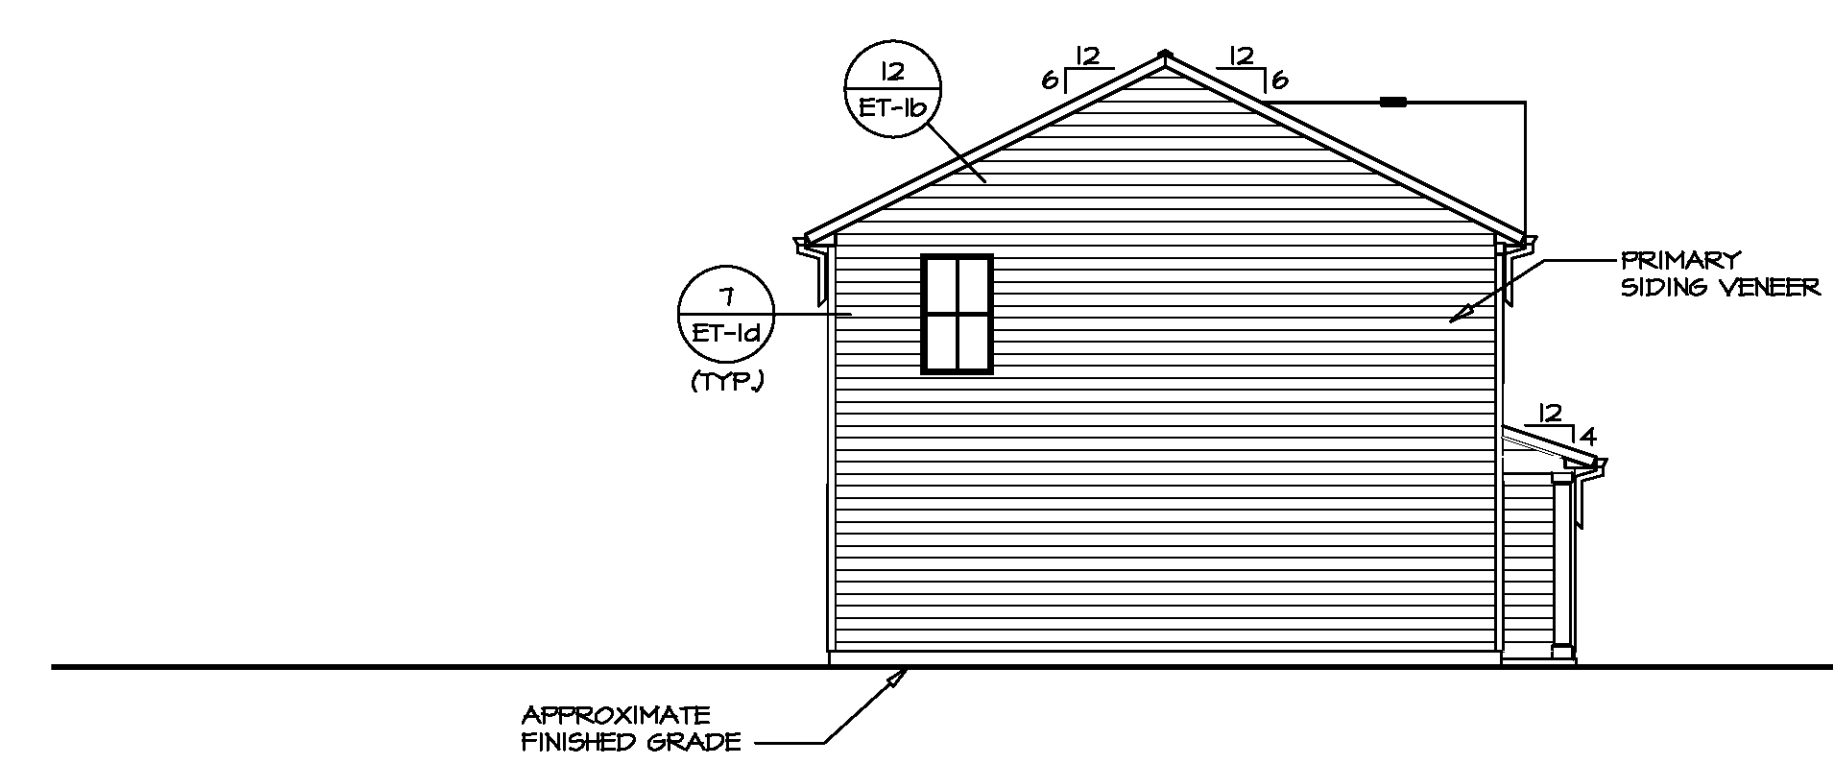 12
ET-1b
6
12
12
6
7
ET-1d
(TYP.)
PRIMARY
SIDING VENEER
12
4
APPROXIMATE
FINISHED GRADE